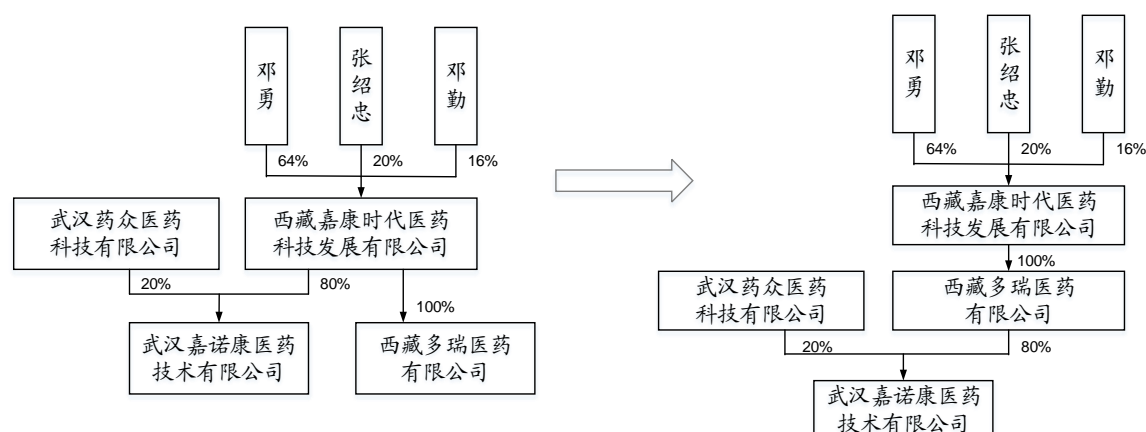 邓勇
张绍忠
邓勤
64%
20%
16%
武汉药众医药
科技有限公司
西藏嘉康时代医药
科技发展有限公司
20%
80%
100%
武汉嘉诺康医药
技术有限公司
西藏多瑞医药
有限公司
邓勇
张绍忠
邓勤
64%
20%
16%
西藏嘉康时代医药
科技发展有限公司
100%
武汉药众医药
科技有限公司
西藏多瑞医药
有限公司
20%
80%
武汉嘉诺康医药
技术有限公司